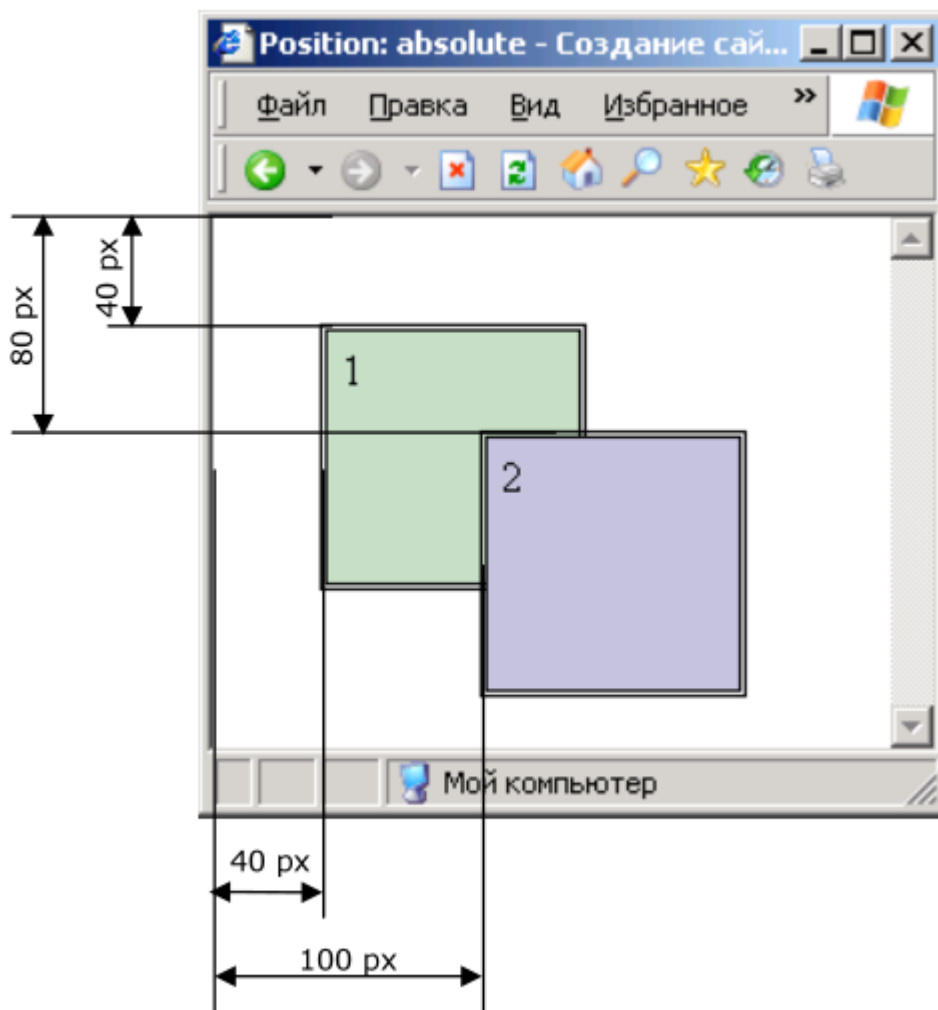 Position: absolute - Создание сай...
Файл Правка Вид Избранное »
40 px
80 px
1
2
Мой компьютер
40 px
100 px